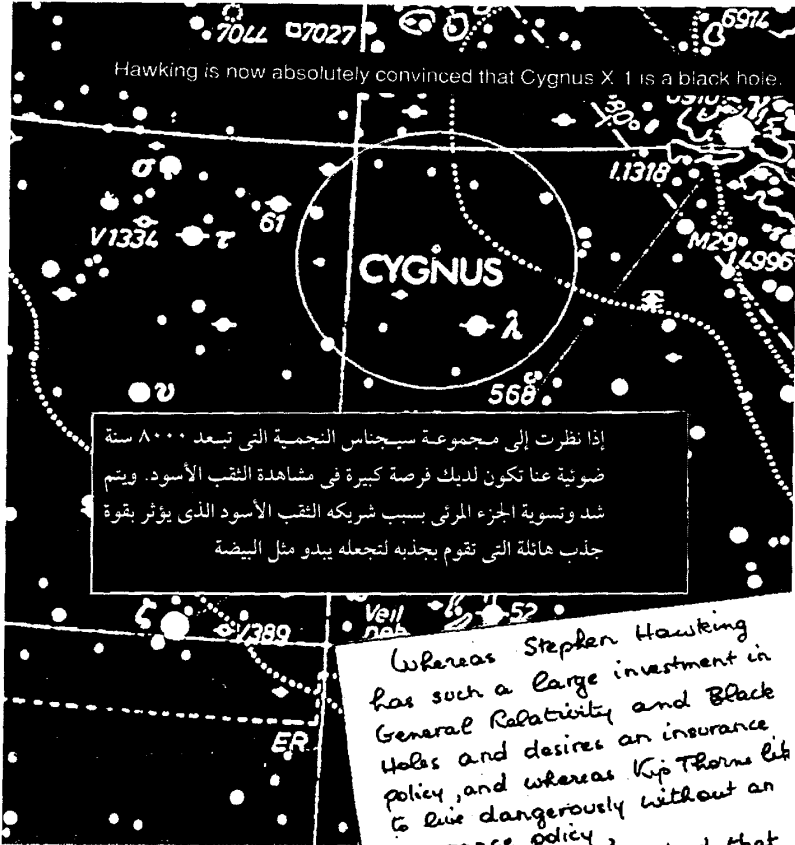 7044 7027 6914
Hawking is now absolutely convinced that Cygnus X 1 is a black hole.
I.1318
σ
61
V1334 τ
M29
I.4996
CYGNUS
λ
568
υ
إذا نظرت إلى مجموعة سيجناس النجمية التى تبعد ٨٠٠٠ سنة
ضوئية عنا تكون لديك فرصة كبيرة فى مشاهدة الثقب الأسود. ويتم
شد وتسوية الجزء المرئى بسبب شريكه الثقب الأسود الذى يؤثر بقوة
جذب هائلة التى تقوم بجذبه لتجعله يبدو مثل البيضة
ζ
1389
Veil
52
ER
Whereas Stephen Hawking
has such a large investment in
General Relativity and Black
Holes and desires an insurance
policy, and whereas Kip Thorne
to live dangerously without an
policy,
that